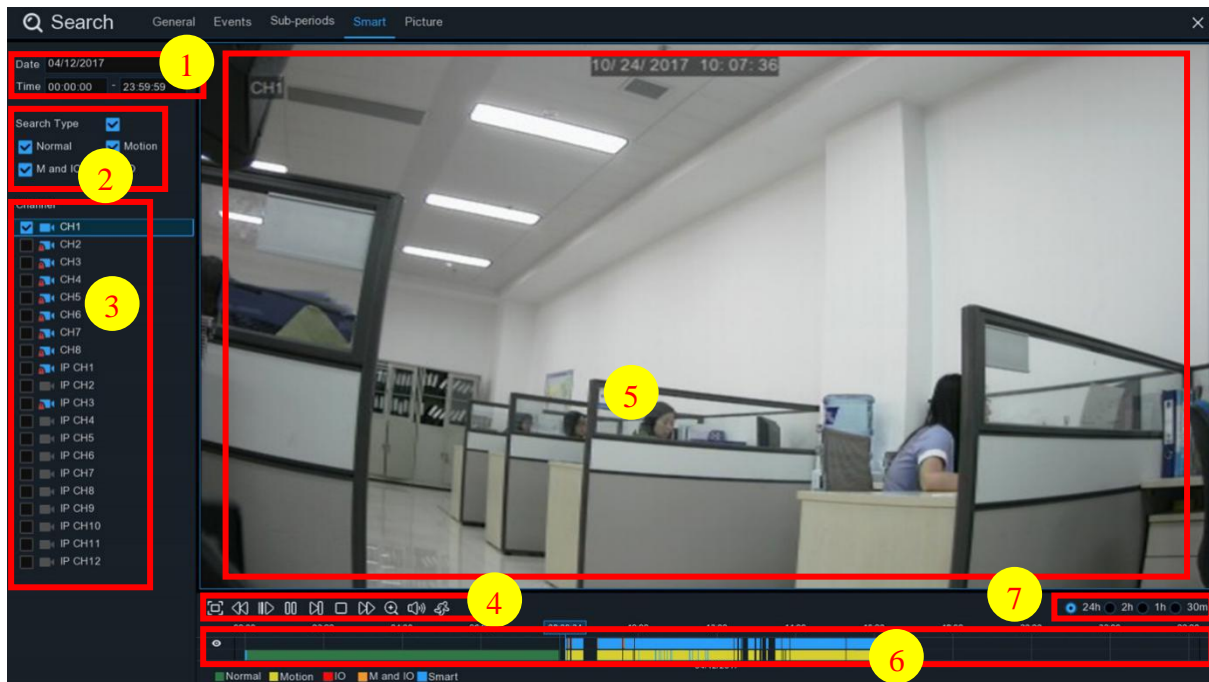 Search General Events Sub-periods Smart Picture
Date 04/12/2017
Time 00:00:00 - 23:59:59
1
10/24/2017 10:07:36
CH1
Search Type
Normal Motion
M and IO
2
Channel
CH1
CH2
CH3
CH4
CH5
CH6
CH7
CH8
IP CH1
IP CH2
IP CH3
IP CH4
IP CH5
IP CH6
IP CH7
IP CH8
IP CH9
IP CH10
IP CH11
IP CH12
3
5
4
7
24h 2h 1h 30m
6
Normal Motion IO M and IO Smart